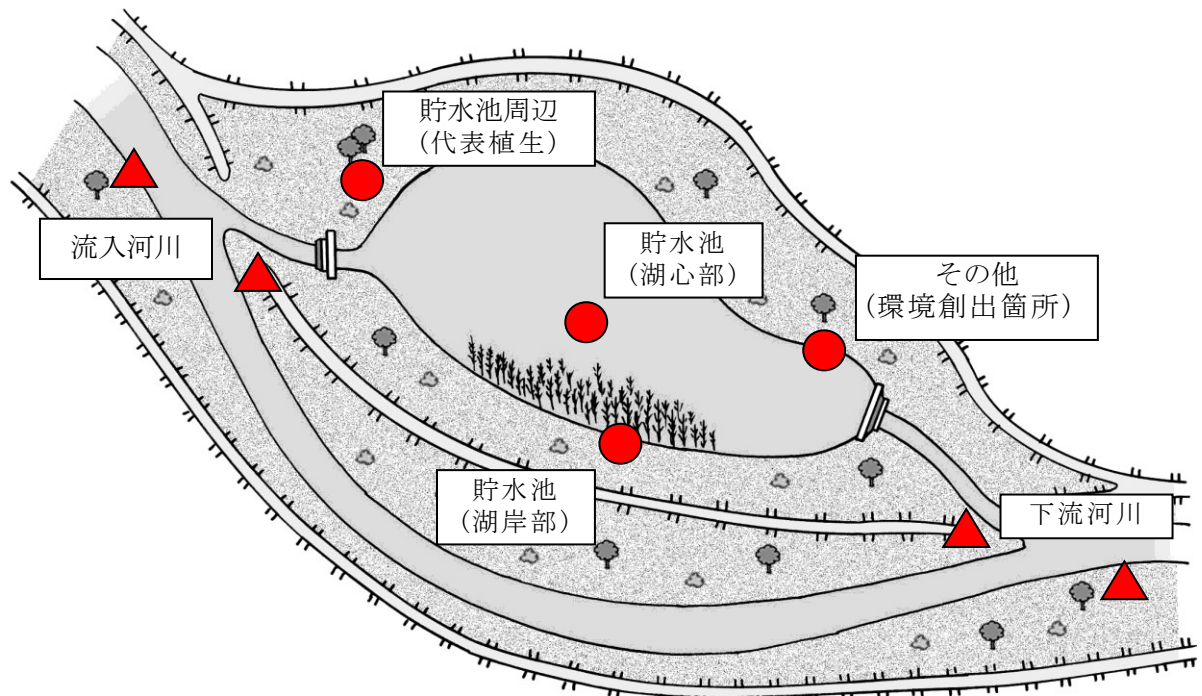 貯水池周辺
(代表植生)
流入河川
貯水池
(湖心部)
その他
(環境創出箇所)
貯水池
(湖岸部)
下流河川